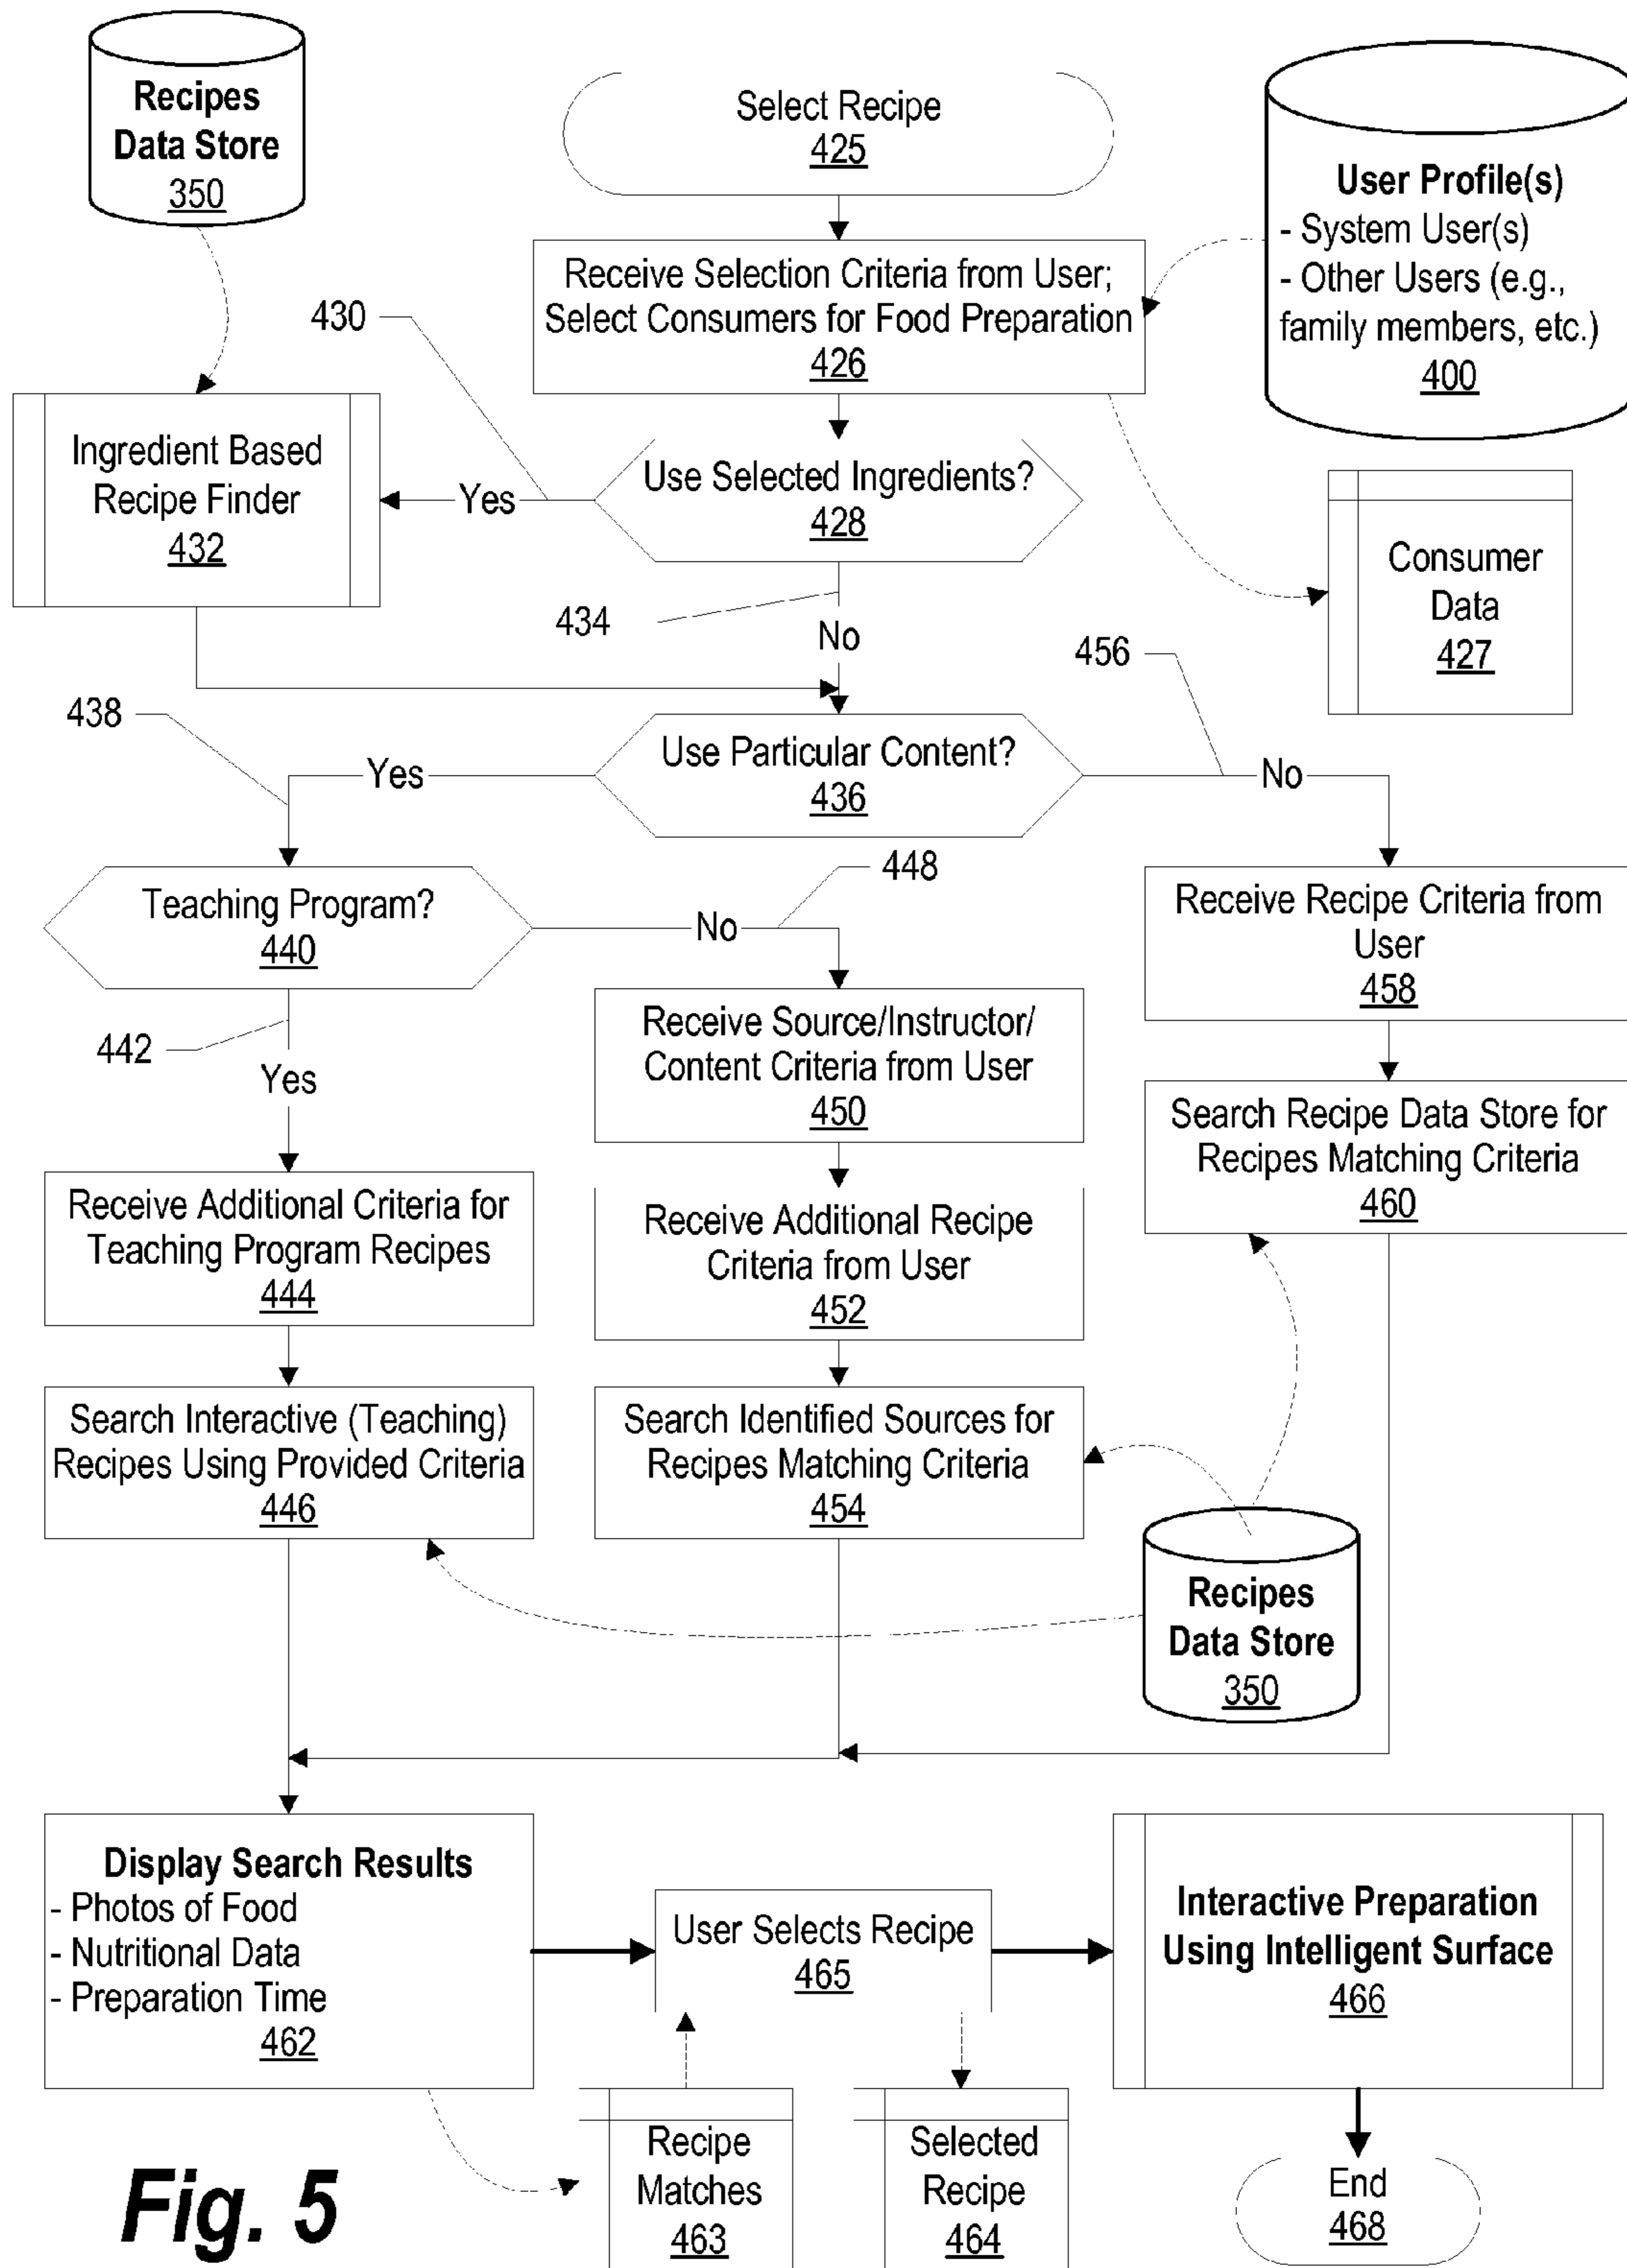 Recipes
Data Store
350
Select Recipe
425
User Profile(s)
- System User(s)
- Other Users (e.g.,
family members, etc.)
400
Receive Selection Criteria from User;
Select Consumers for Food Preparation
426
430
Ingredient Based
Recipe Finder
432
Yes
Use Selected Ingredients?
428
Consumer
Data
427
434
No
456
438
Use Particular Content?
436
Yes
No
448
Teaching Program?
440
No
Receive Recipe Criteria from
User
458
442
Yes
Receive Source/Instructor/
Content Criteria from User
450
Search Recipe Data Store for
Recipes Matching Criteria
460
Receive Additional Criteria for
Teaching Program Recipes
444
Receive Additional Recipe
Criteria from User
452
Search Interactive (Teaching)
Recipes Using Provided Criteria
446
Search Identified Sources for
Recipes Matching Criteria
454
Recipes
Data Store
350
Display Search Results
- Photos of Food
- Nutritional Data
- Preparation Time
462
User Selects Recipe
465
Interactive Preparation
Using Intelligent Surface
466
Recipe
Matches
463
Selected
Recipe
464
End
468
Fig. 5